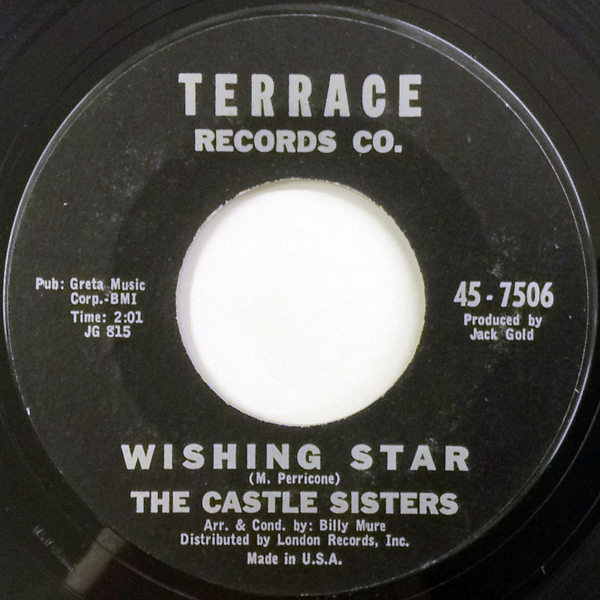 TERRACE
RECORDS CO.
Pub: Greta Music
Corp.-BMI
Time: 2:01
JG 815
45-7506
Produced by
Jack Gold
WISHING STAR
(M. Perricone)
THE CASTLE SISTERS
Arr. & Cond. by: Billy Mure
Distributed by London Records, Inc.
Made in U.S.A.